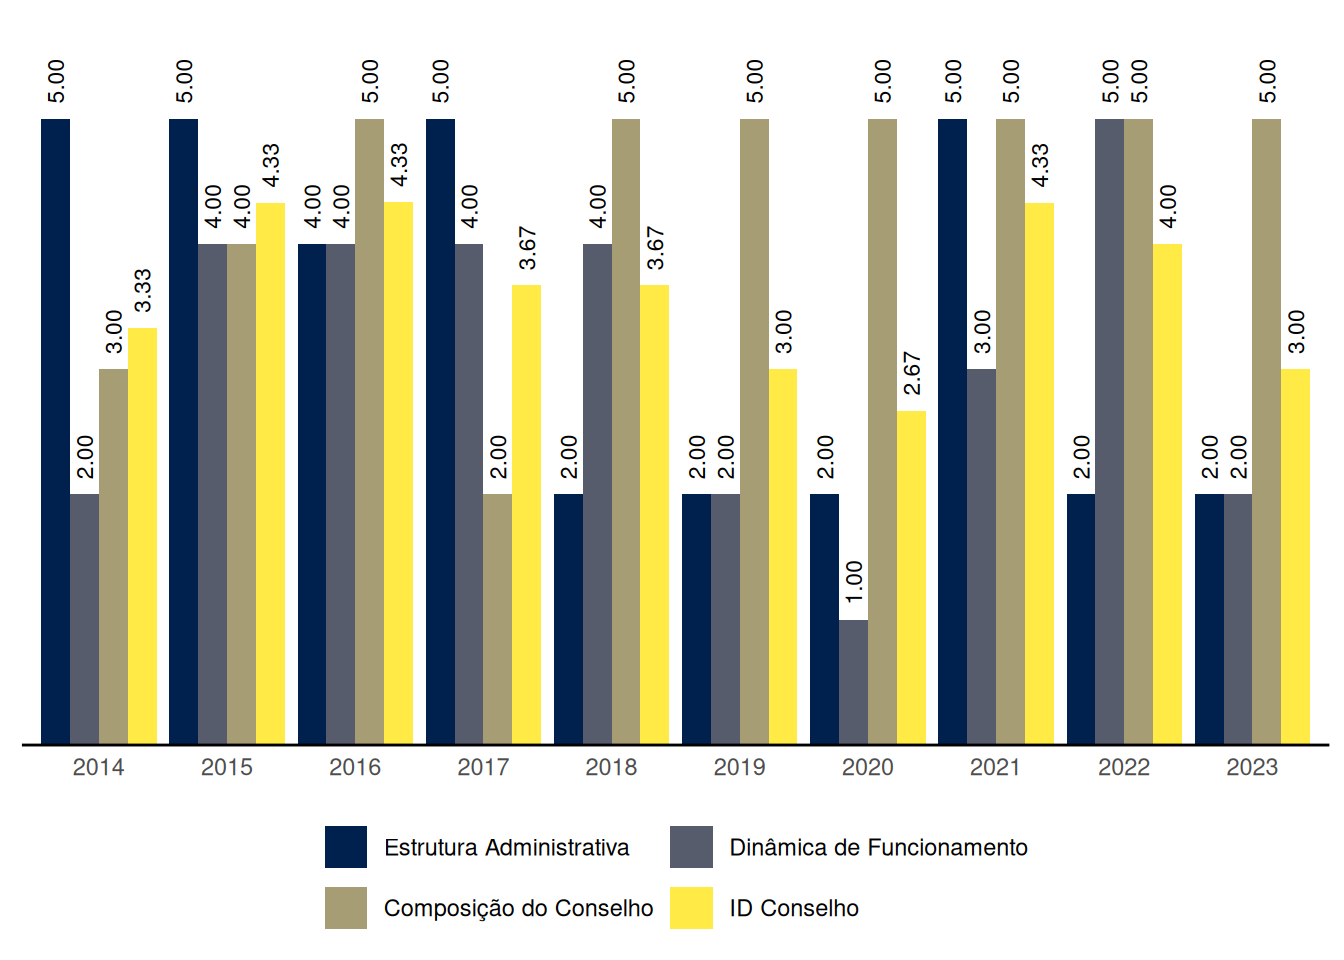 5.00 2.00 3.00 3.33 5.00 4.00 4.00 4.33 4.00 4.00 5.00 4.33 5.00 4.00 2.00 3.67 2.00 4.00 5.00 3.67 2.00 2.00 5.00 3.00 2.00 1.00 5.00 2.67 5.00 3.00 5.00 4.33 2.00 5.00 5.00 4.00 2.00 2.00 5.00 3.00
2014 2015 2016 2017 2018 2019 2020 2021 2022 2023
Estrutura Administrativa Dinâmica de Funcionamento
Composição do Conselho ID Conselho